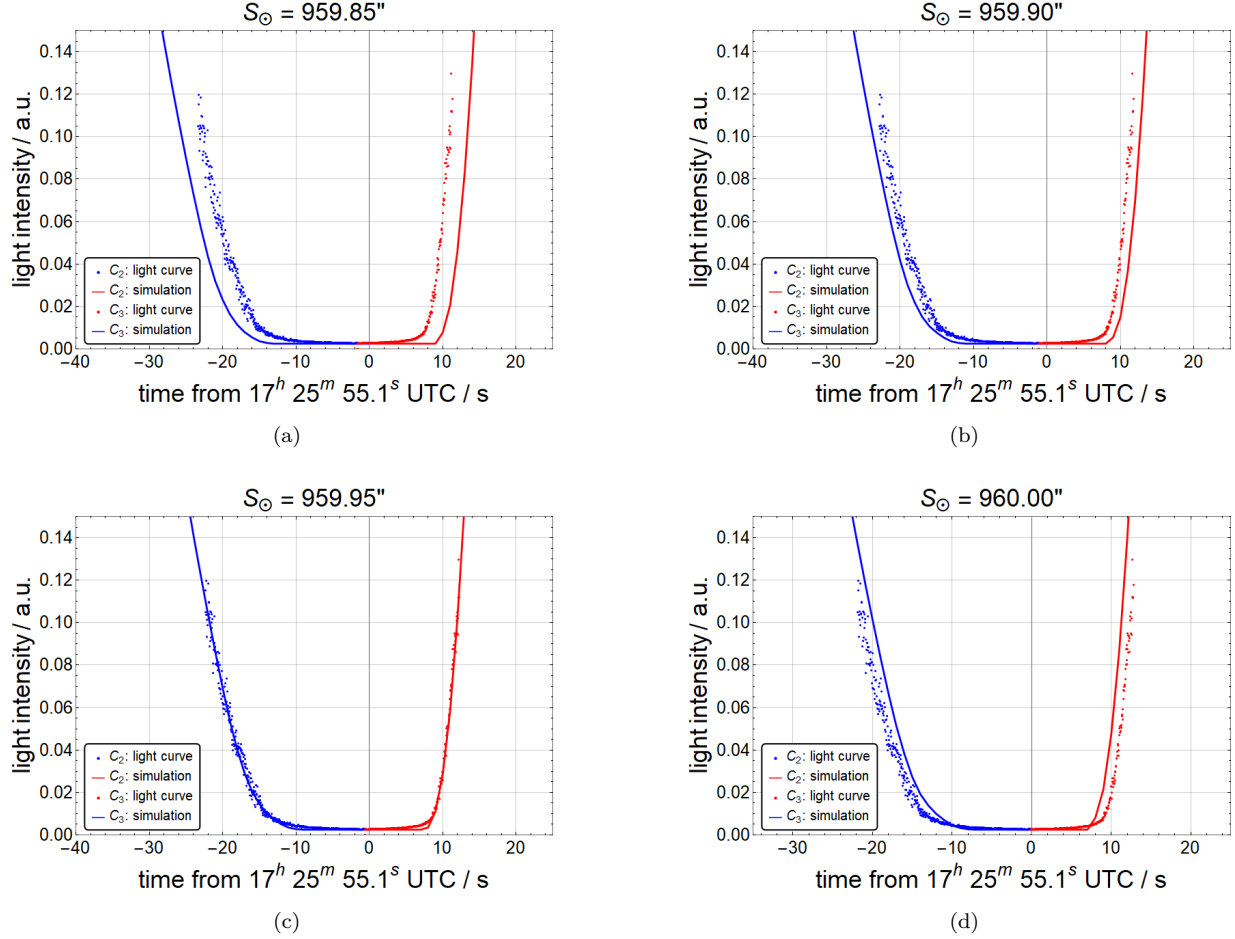 S⊙ = 959.85"
light intensity / a.u.
0.14
0.12
0.10
0.08
0.06
0.04
0.02
0.00
C₂: light curve
C₂: simulation
C₃: light curve
C₃: simulation
−40 −30 −20 −10 0 10 20
time from 17ʰ 25ᵐ 55.1ˢ UTC / s
(a)
S⊙ = 959.90"
light intensity / a.u.
0.14
0.12
0.10
0.08
0.06
0.04
0.02
0.00
C₂: light curve
C₂: simulation
C₃: light curve
C₃: simulation
−40 −30 −20 −10 0 10 20
time from 17ʰ 25ᵐ 55.1ˢ UTC / s
(b)
S⊙ = 959.95"
light intensity / a.u.
0.14
0.12
0.10
0.08
0.06
0.04
0.02
0.00
C₂: light curve
C₂: simulation
C₃: light curve
C₃: simulation
−40 −30 −20 −10 0 10 20
time from 17ʰ 25ᵐ 55.1ˢ UTC / s
(c)
S⊙ = 960.00"
light intensity / a.u.
0.14
0.12
0.10
0.08
0.06
0.04
0.02
0.00
C₂: light curve
C₂: simulation
C₃: light curve
C₃: simulation
−30 −20 −10 0 10 20
time from 17ʰ 25ᵐ 55.1ˢ UTC / s
(d)